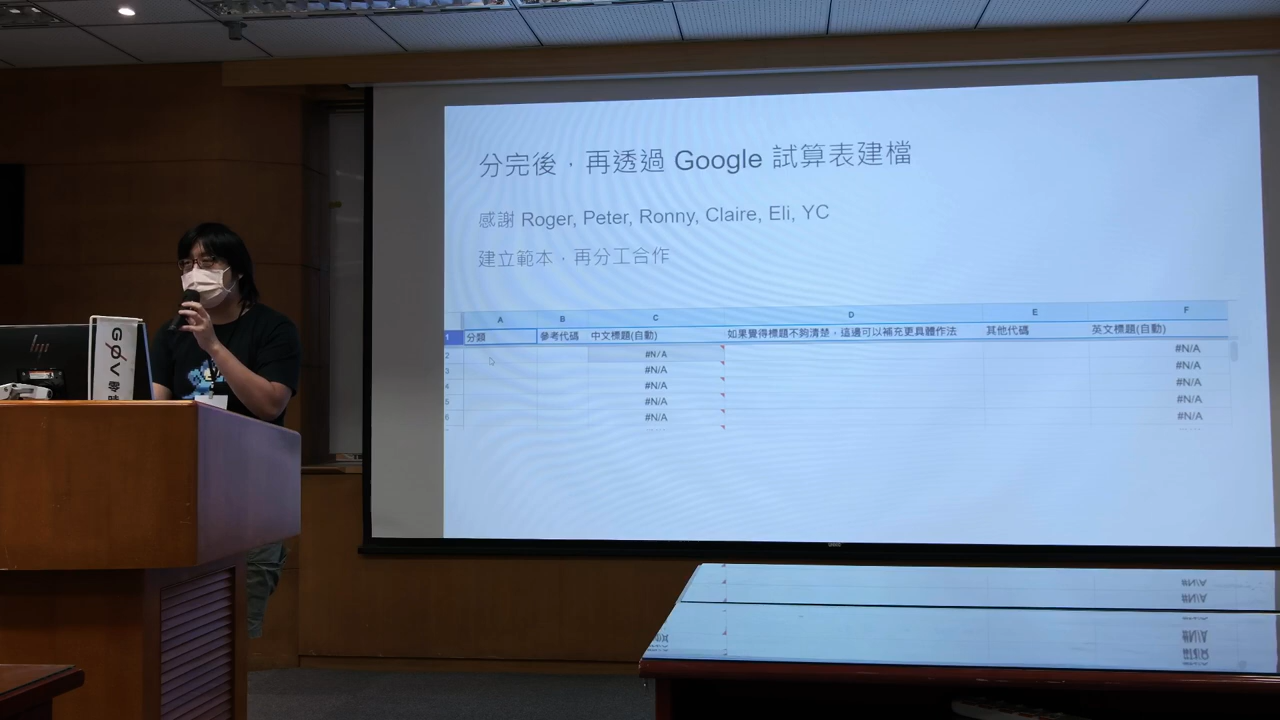 分完後，再透過 Google 試算表建檔
感謝 Roger, Peter, Ronny, Claire, Eli, YC
建立範本，再分工合作
A B C D E F
1 分類 參考代碼 中文標題(自動) 如果覺得標題不夠清楚，這邊可以補充更具體作法 其他代碼 英文標題(自動)
2 #N/A #N/A
3 #N/A #N/A
4 #N/A #N/A
5 #N/A #N/A
6 #N/A #N/A
hp
G0V 零時